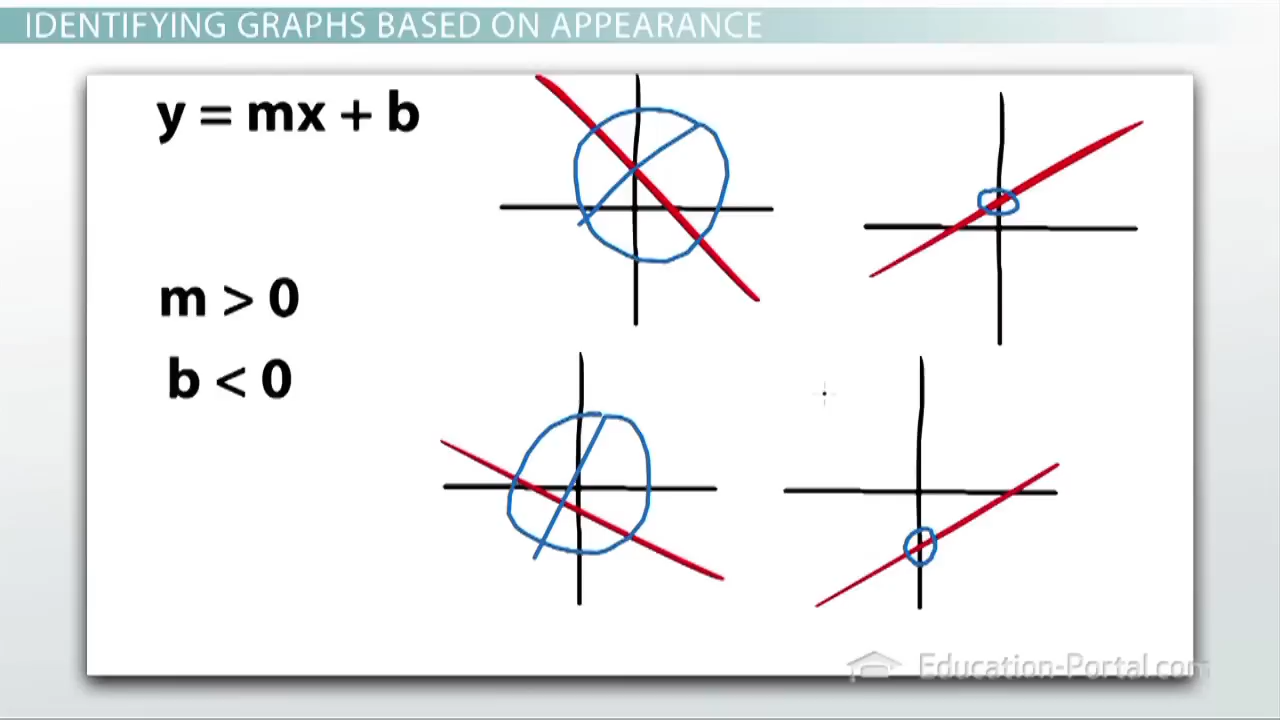 IDENTIFYING GRAPHS BASED ON APPEARANCE
y = mx + b
m > 0
b < 0
Education-Portal.com